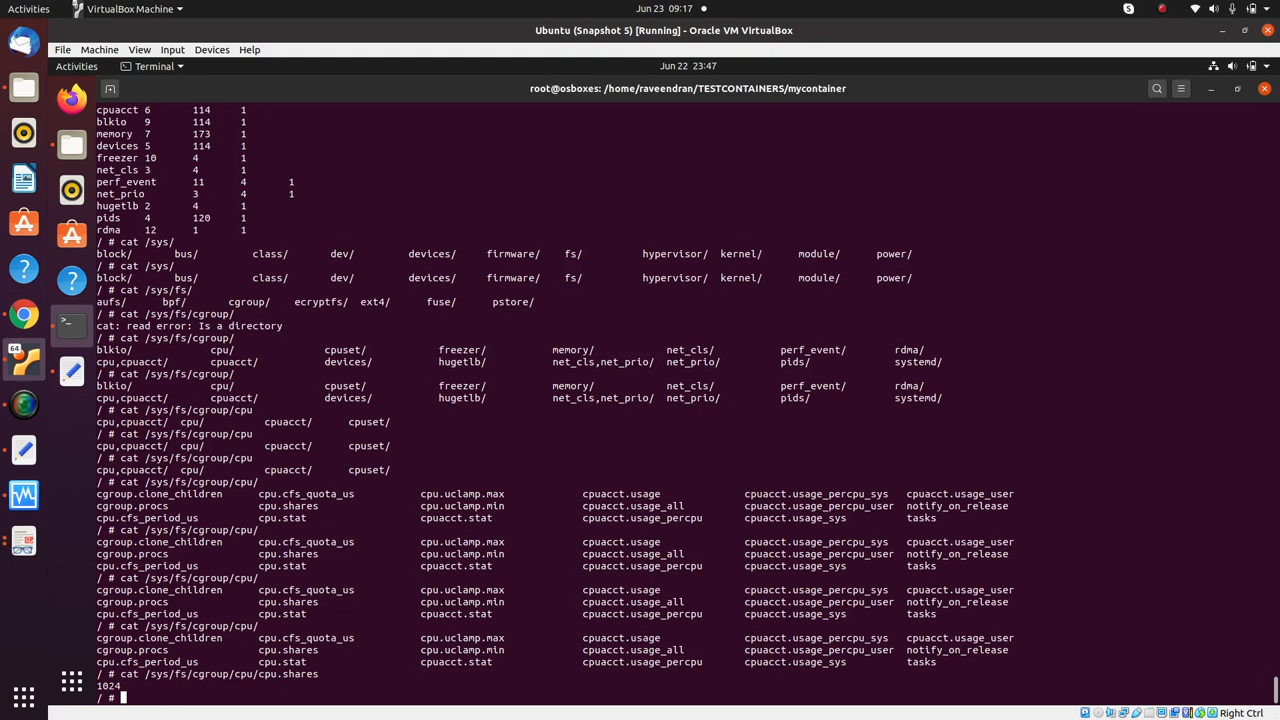 Activities VirtualBox Machine Jun 23 09:17
Ubuntu (Snapshot 5) [Running] - Oracle VM VirtualBox
File Machine View Input Devices Help
Activities Terminal Jun 22 23:47
root@osboxes: /home/raveendran/TESTCONTAINERS/mycontainer
cpuacct 6 114 1
blkio 9 114 1
memory 7 173 1
devices 5 114 1
freezer 10 4 1
net_cls 3 4 1
perf_event 11 4 1
net_prio 3 4 1
hugetlb 2 4 1
pids 4 120 1
rdma 12 1 1
/ # cat /sys/
block/ bus/ class/ dev/ devices/ firmware/ fs/ hypervisor/ kernel/ module/ power/
/ # cat /sys/
block/ bus/ class/ dev/ devices/ firmware/ fs/ hypervisor/ kernel/ module/ power/
/ # cat /sys/fs/
aufs/ bpf/ cgroup/ ecryptfs/ ext4/ fuse/ pstore/
/ # cat /sys/fs/cgroup/
cat: read error: Is a directory
/ # cat /sys/fs/cgroup/
blkio/ cpu/ cpuset/ freezer/ memory/ net_cls/ perf_event/ rdma/
cpu,cpuacct/ cpuacct/ devices/ hugetlb/ net_cls,net_prio/ net_prio/ pids/ systemd/
/ # cat /sys/fs/cgroup/
blkio/ cpu/ cpuset/ freezer/ memory/ net_cls/ perf_event/ rdma/
cpu,cpuacct/ cpuacct/ devices/ hugetlb/ net_cls,net_prio/ net_prio/ pids/ systemd/
/ # cat /sys/fs/cgroup/cpu
cpu,cpuacct/ cpu/ cpuacct/ cpuset/
/ # cat /sys/fs/cgroup/cpu
cpu,cpuacct/ cpu/ cpuacct/ cpuset/
/ # cat /sys/fs/cgroup/cpu
cpu,cpuacct/ cpu/ cpuacct/ cpuset/
/ # cat /sys/fs/cgroup/cpu/
cgroup.clone_children cpu.cfs_quota_us cpu.uclamp.max cpuacct.usage cpuacct.usage_percpu_sys cpuacct.usage_user
cgroup.procs cpu.shares cpu.uclamp.min cpuacct.usage_all cpuacct.usage_percpu_user notify_on_release
cpu.cfs_period_us cpu.stat cpuacct.stat cpuacct.usage_percpu cpuacct.usage_sys tasks
/ # cat /sys/fs/cgroup/cpu/
cgroup.clone_children cpu.cfs_quota_us cpu.uclamp.max cpuacct.usage cpuacct.usage_percpu_sys cpuacct.usage_user
cgroup.procs cpu.shares cpu.uclamp.min cpuacct.usage_all cpuacct.usage_percpu_user notify_on_release
cpu.cfs_period_us cpu.stat cpuacct.stat cpuacct.usage_percpu cpuacct.usage_sys tasks
/ # cat /sys/fs/cgroup/cpu/
cgroup.clone_children cpu.cfs_quota_us cpu.uclamp.max cpuacct.usage cpuacct.usage_percpu_sys cpuacct.usage_user
cgroup.procs cpu.shares cpu.uclamp.min cpuacct.usage_all cpuacct.usage_percpu_user notify_on_release
cpu.cfs_period_us cpu.stat cpuacct.stat cpuacct.usage_percpu cpuacct.usage_sys tasks
/ # cat /sys/fs/cgroup/cpu/
cgroup.clone_children cpu.cfs_quota_us cpu.uclamp.max cpuacct.usage cpuacct.usage_percpu_sys cpuacct.usage_user
cgroup.procs cpu.shares cpu.uclamp.min cpuacct.usage_all cpuacct.usage_percpu_user notify_on_release
cpu.cfs_period_us cpu.stat cpuacct.stat cpuacct.usage_percpu cpuacct.usage_sys tasks
/ # cat /sys/fs/cgroup/cpu/cpu.shares
1024
/ #
Right Ctrl